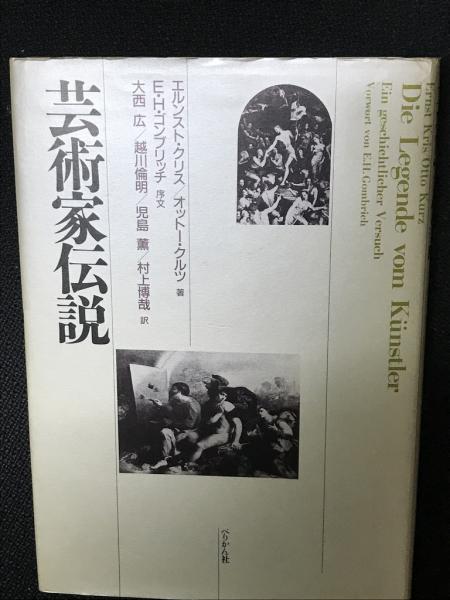 Ernst Kris Otto Kurz
Die Legende vom Künstler
Ein geschichtlicher Versuch
Vorwort von E.H.Gombrich
エルンスト・クリス/オットー・クルツ 著
E・H・ゴンブリッチ 序文
大西 広/越川倫明/児島 薫/村上博哉 訳
芸術家伝説
ぺりかん社